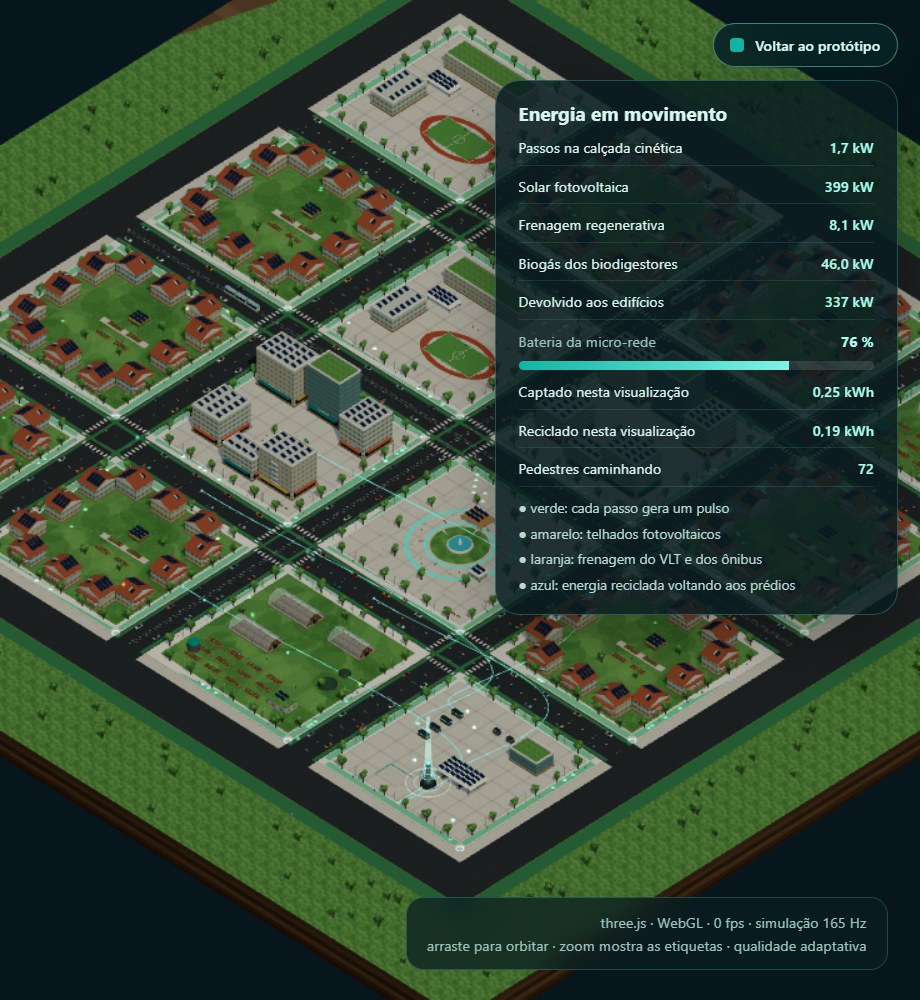 Voltar ao protótipo
Energia em movimento
Passos na calçada cinética 1,7 kW
Solar fotovoltaica 399 kW
Frenagem regenerativa 8,1 kW
Biogás dos biodigestores 46,0 kW
Devolvido aos edifícios 337 kW
Bateria da micro-rede 76 %
Captado nesta visualização 0,25 kWh
Reciclado nesta visualização 0,19 kWh
Pedestres caminhando 72
● verde: cada passo gera um pulso
● amarelo: telhados fotovoltaicos
● laranja: frenagem do VLT e dos ônibus
● azul: energia reciclada voltando aos prédios
three.js · WebGL · 0 fps · simulação 165 Hz
arraste para orbitar · zoom mostra as etiquetas · qualidade adaptativa